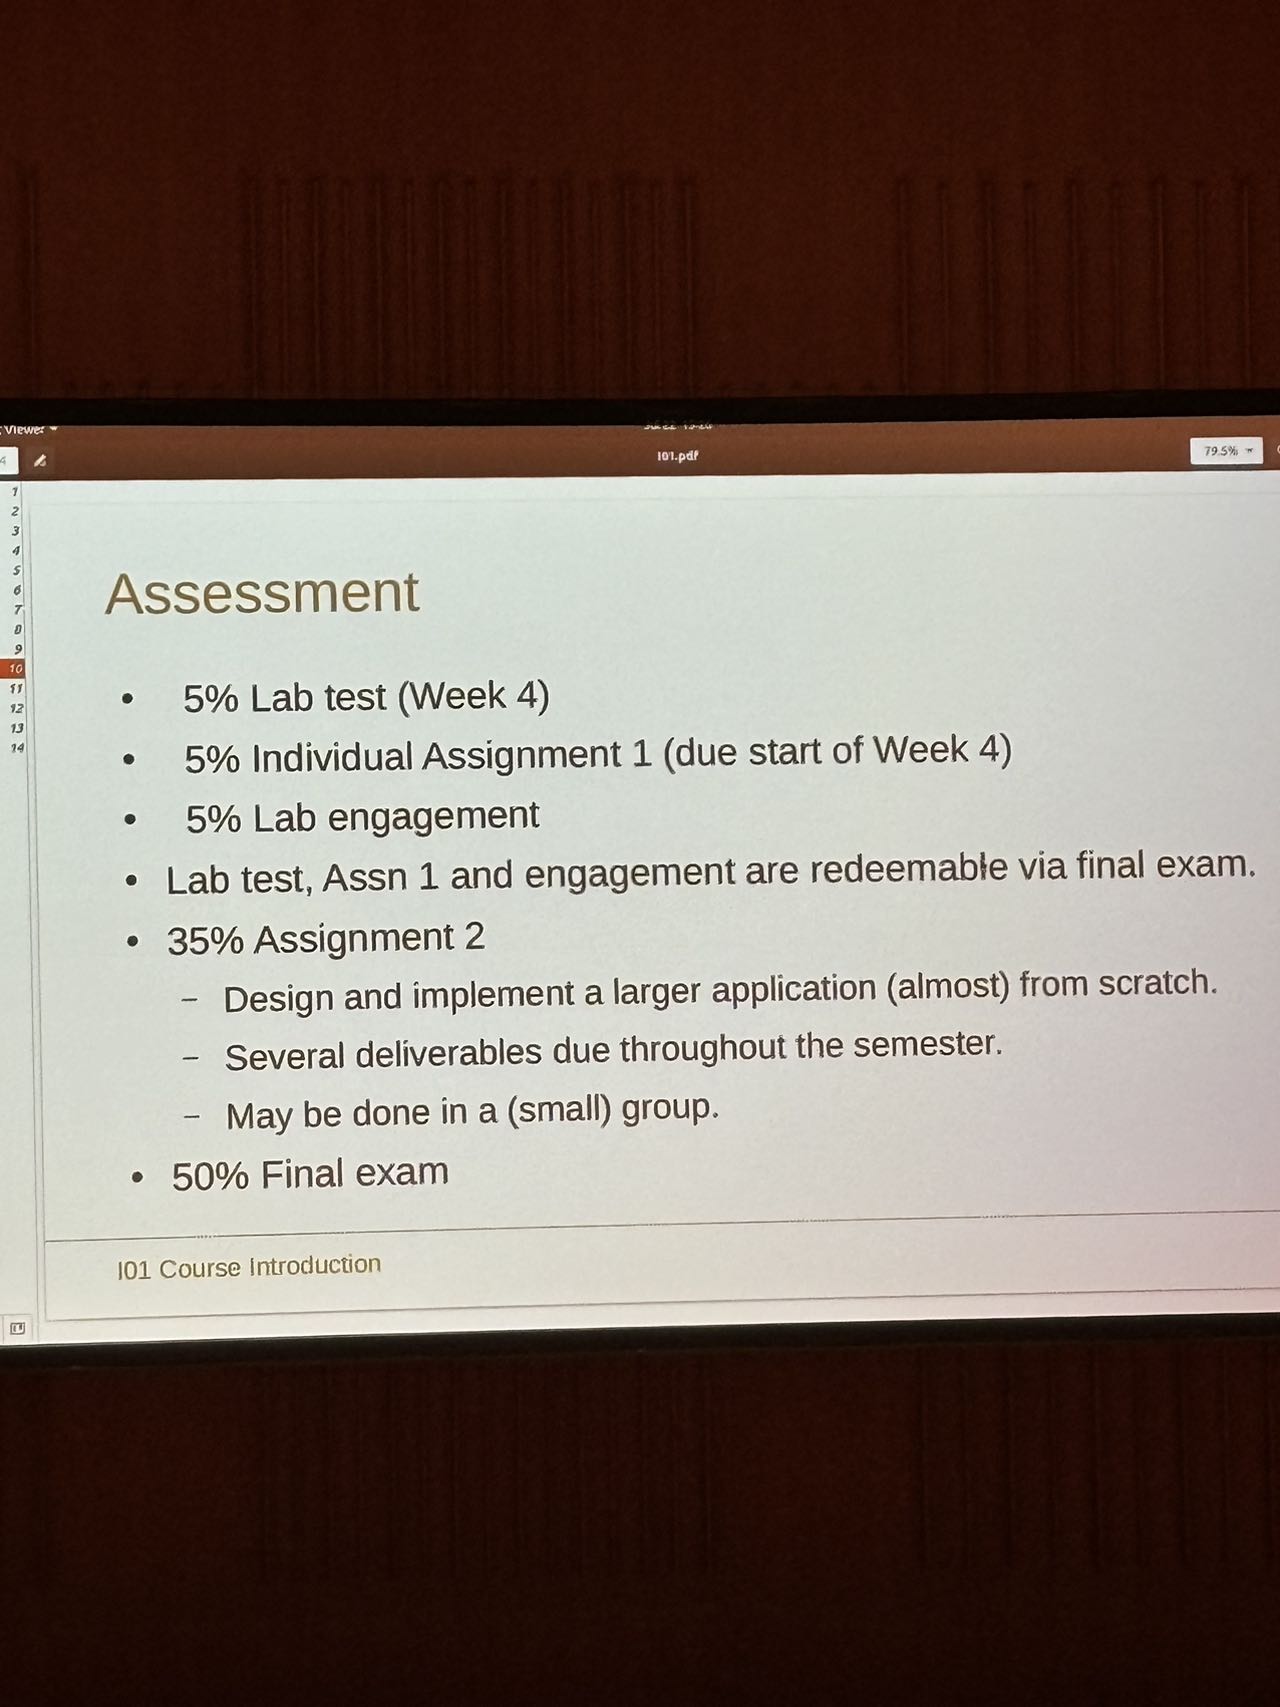 Viewer
I01.pdf
79.5%
4
1
2
3
4
5
6
7
8
9
10
11
12
13
14
Assessment
• 5% Lab test (Week 4)
• 5% Individual Assignment 1 (due start of Week 4)
• 5% Lab engagement
• Lab test, Assn 1 and engagement are redeemable via final exam.
• 35% Assignment 2
– Design and implement a larger application (almost) from scratch.
– Several deliverables due throughout the semester.
– May be done in a (small) group.
• 50% Final exam
I01 Course Introduction